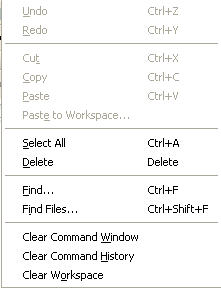 Undo Ctrl+Z
Redo Ctrl+Y
Cut Ctrl+X
Copy Ctrl+C
Paste Ctrl+V
Paste to Workspace...
Select All Ctrl+A
Delete Delete
Find... Ctrl+F
Find Files... Ctrl+Shift+F
Clear Command Window
Clear Command History
Clear Workspace